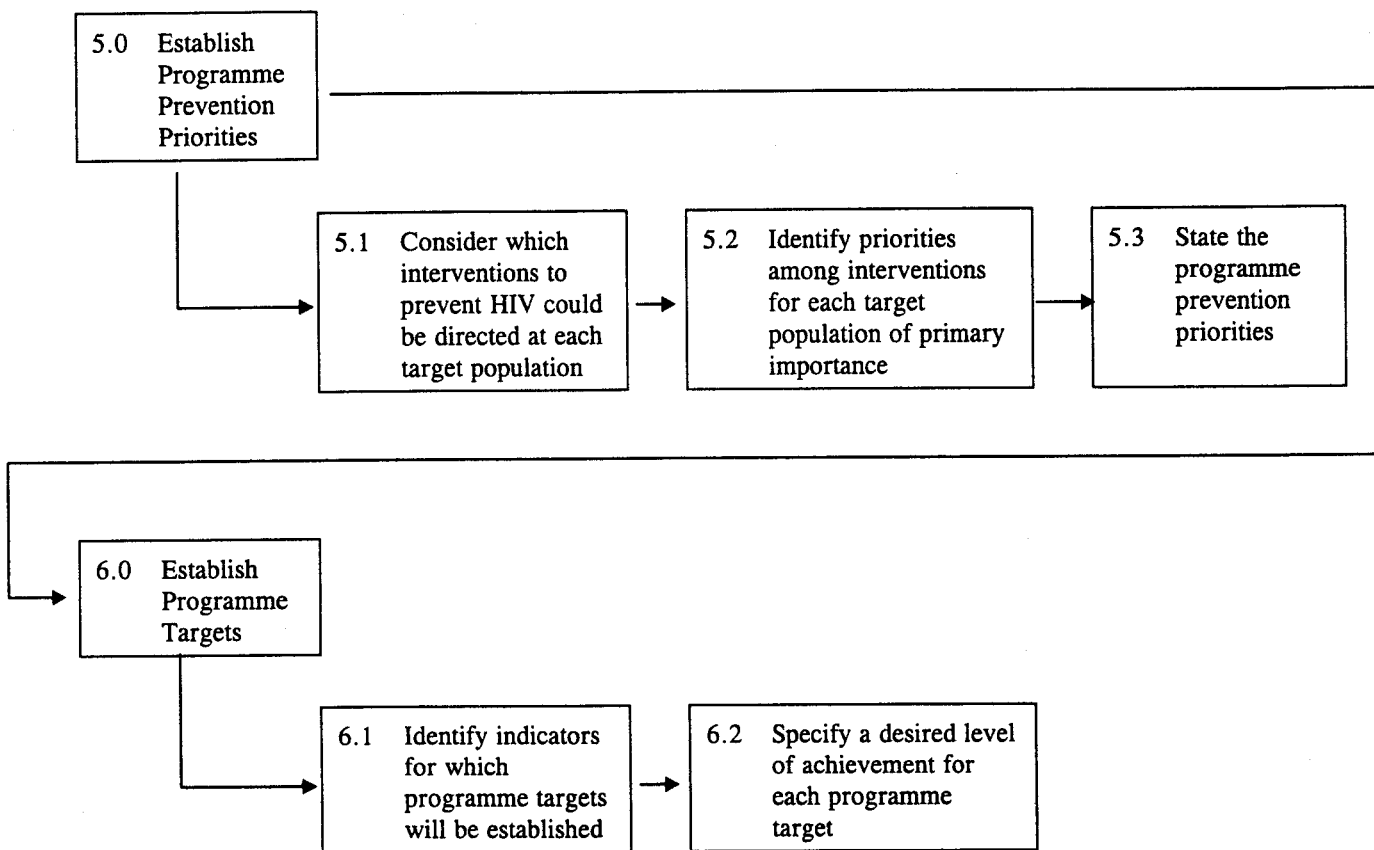 5.0 Establish
Programme
Prevention
Priorities
5.1 Consider which
interventions to
prevent HIV could
be directed at each
target population
5.2 Identify priorities
among interventions
for each target
population of primary
importance
5.3 State the
programme
prevention
priorities
6.0 Establish
Programme
Targets
6.1 Identify indicators
for which
programme targets
will be established
6.2 Specify a desired level
of achievement for
each programme
target